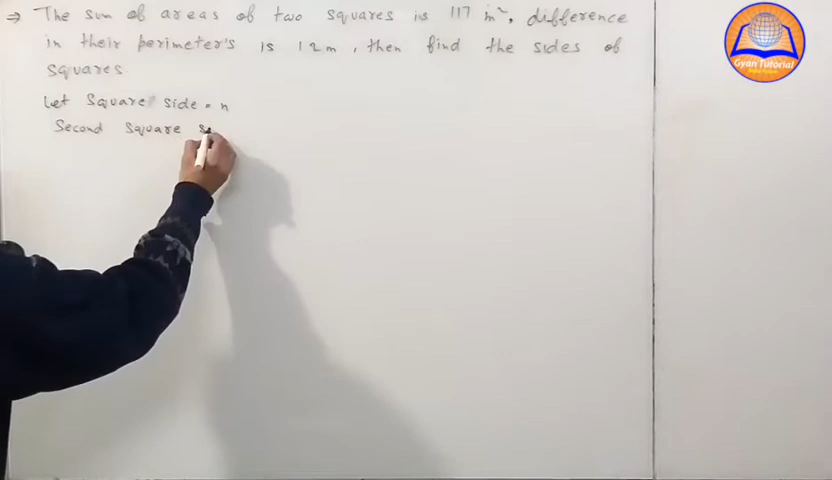 ⇒ The sum of areas of two squares is 117 m², difference
in their perimeter's is 12m, then find the sides of
squares
Let square side = n
Second square s
Gyan Tutorial